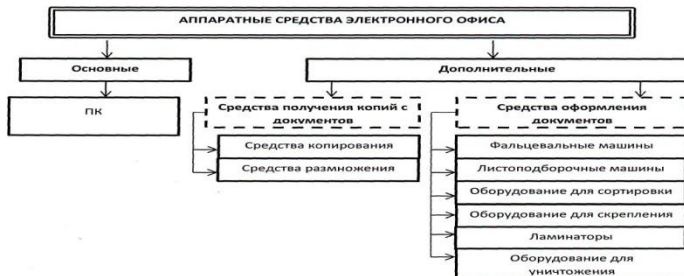 АППАРАТНЫЕ СРЕДСТВА ЭЛЕКТРОННОГО ОФИСА
Основные
Дополнительные
ПК
Средства получения копий с
документов
Средства оформления
документов
Средства копирования
Средства размножения
Фальцевальные машины
Листоподборочные машины
Оборудование для сортировки
Оборудование для скрепления
Ламинаторы
Оборудование для
уничтожения